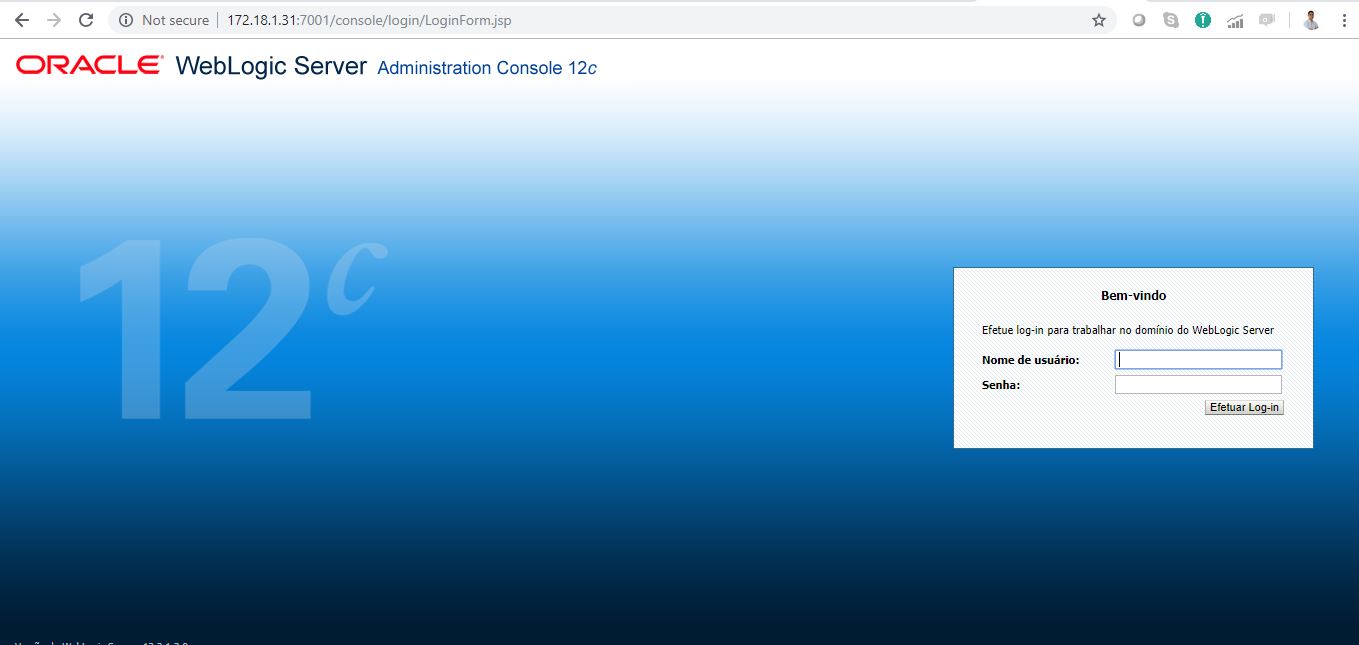 Not secure 172.18.1.31:7001/console/login/LoginForm.jsp
ORACLE WebLogic Server Administration Console 12c
12c
Bem-vindo
Efetue log-in para trabalhar no domínio do WebLogic Server
Nome de usuário:
Senha:
Efetuar Log-in